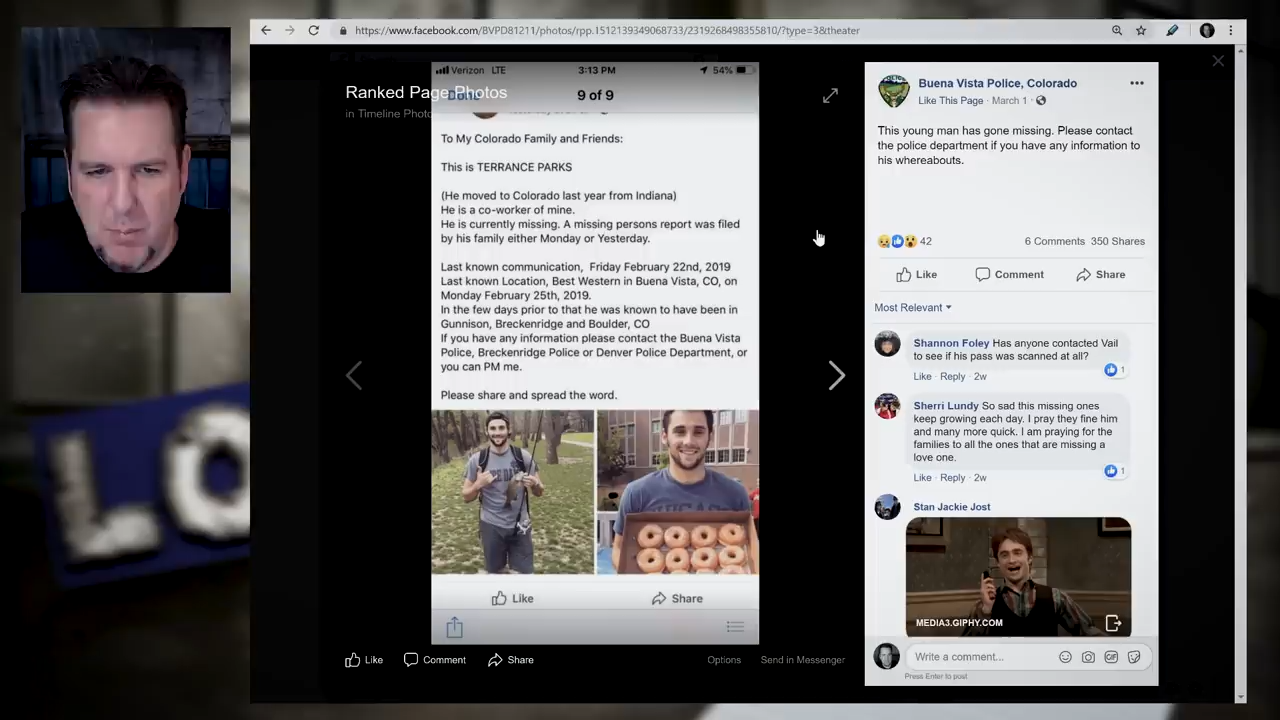 https://www.facebook.com/BVPD81211/photos/rpp.1512139349068733/2319268498355810/?type=3&theater
Verizon LTE
3:13 PM
54%
Ranked Page Photos
9 of 9
in Timeline Photo
To My Colorado Family and Friends:
This is TERRANCE PARKS
(He moved to Colorado last year from Indiana)
He is a co-worker of mine.
He is currently missing. A missing persons report was filed
by his family either Monday or Yesterday.
Last known communication, Friday February 22nd, 2019
Last known Location, Best Western in Buena Vista, CO, on
Monday February 25th, 2019.
In the few days prior to that he was known to have been in
Gunnison, Breckenridge and Boulder, CO
If you have any information please contact the Buena Vista
Police, Breckenridge Police or Denver Police Department, or
you can PM me.
Please share and spread the word.
Like
Share
Like
Comment
Share
Options
Send in Messenger
Buena Vista Police, Colorado
Like This Page · March 1 ·
This young man has gone missing. Please contact
the police department if you have any information to
his whereabouts.
42
6 Comments 350 Shares
Like
Comment
Share
Most Relevant
Shannon Foley Has anyone contacted Vail
to see if his pass was scanned at all?
1
Like · Reply · 2w
Sherri Lundy So sad this missing ones
keep growing each day. I pray they fine him
and many more quick. I am praying for the
families to all the ones that are missing a
love one.
1
Like · Reply · 2w
Stan Jackie Jost
MEDIA3.GIPHY.COM
Write a comment...
GIF
Press Enter to post
LO